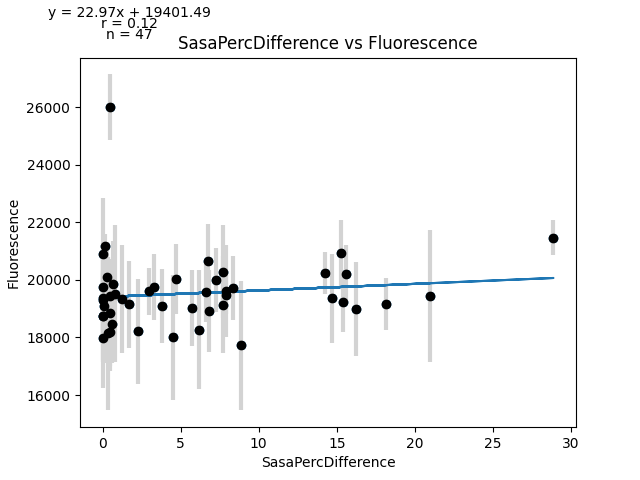 y = 22.97x + 19401.49
r = 0.12
n = 47
SasaPercDifference vs Fluorescence
Fluorescence
26000
24000
22000
20000
18000
16000
0 5 10 15 20 25 30
SasaPercDifference